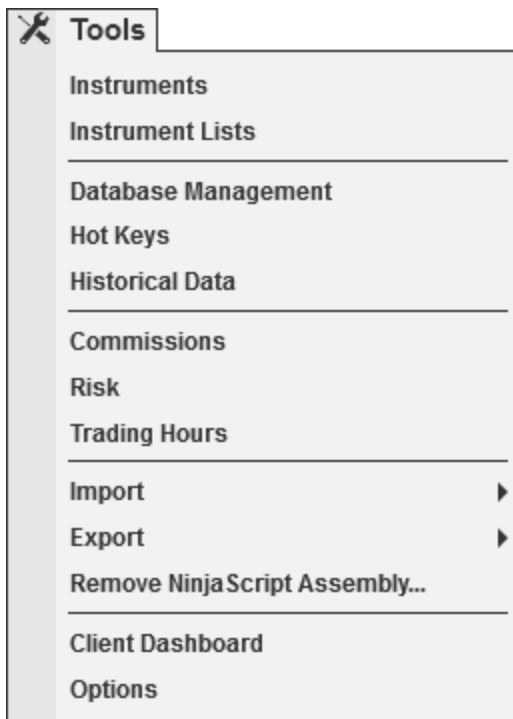 Tools
Instruments
Instrument Lists
Database Management
Hot Keys
Historical Data
Commissions
Risk
Trading Hours
Import
Export
Remove NinjaScript Assembly...
Client Dashboard
Options